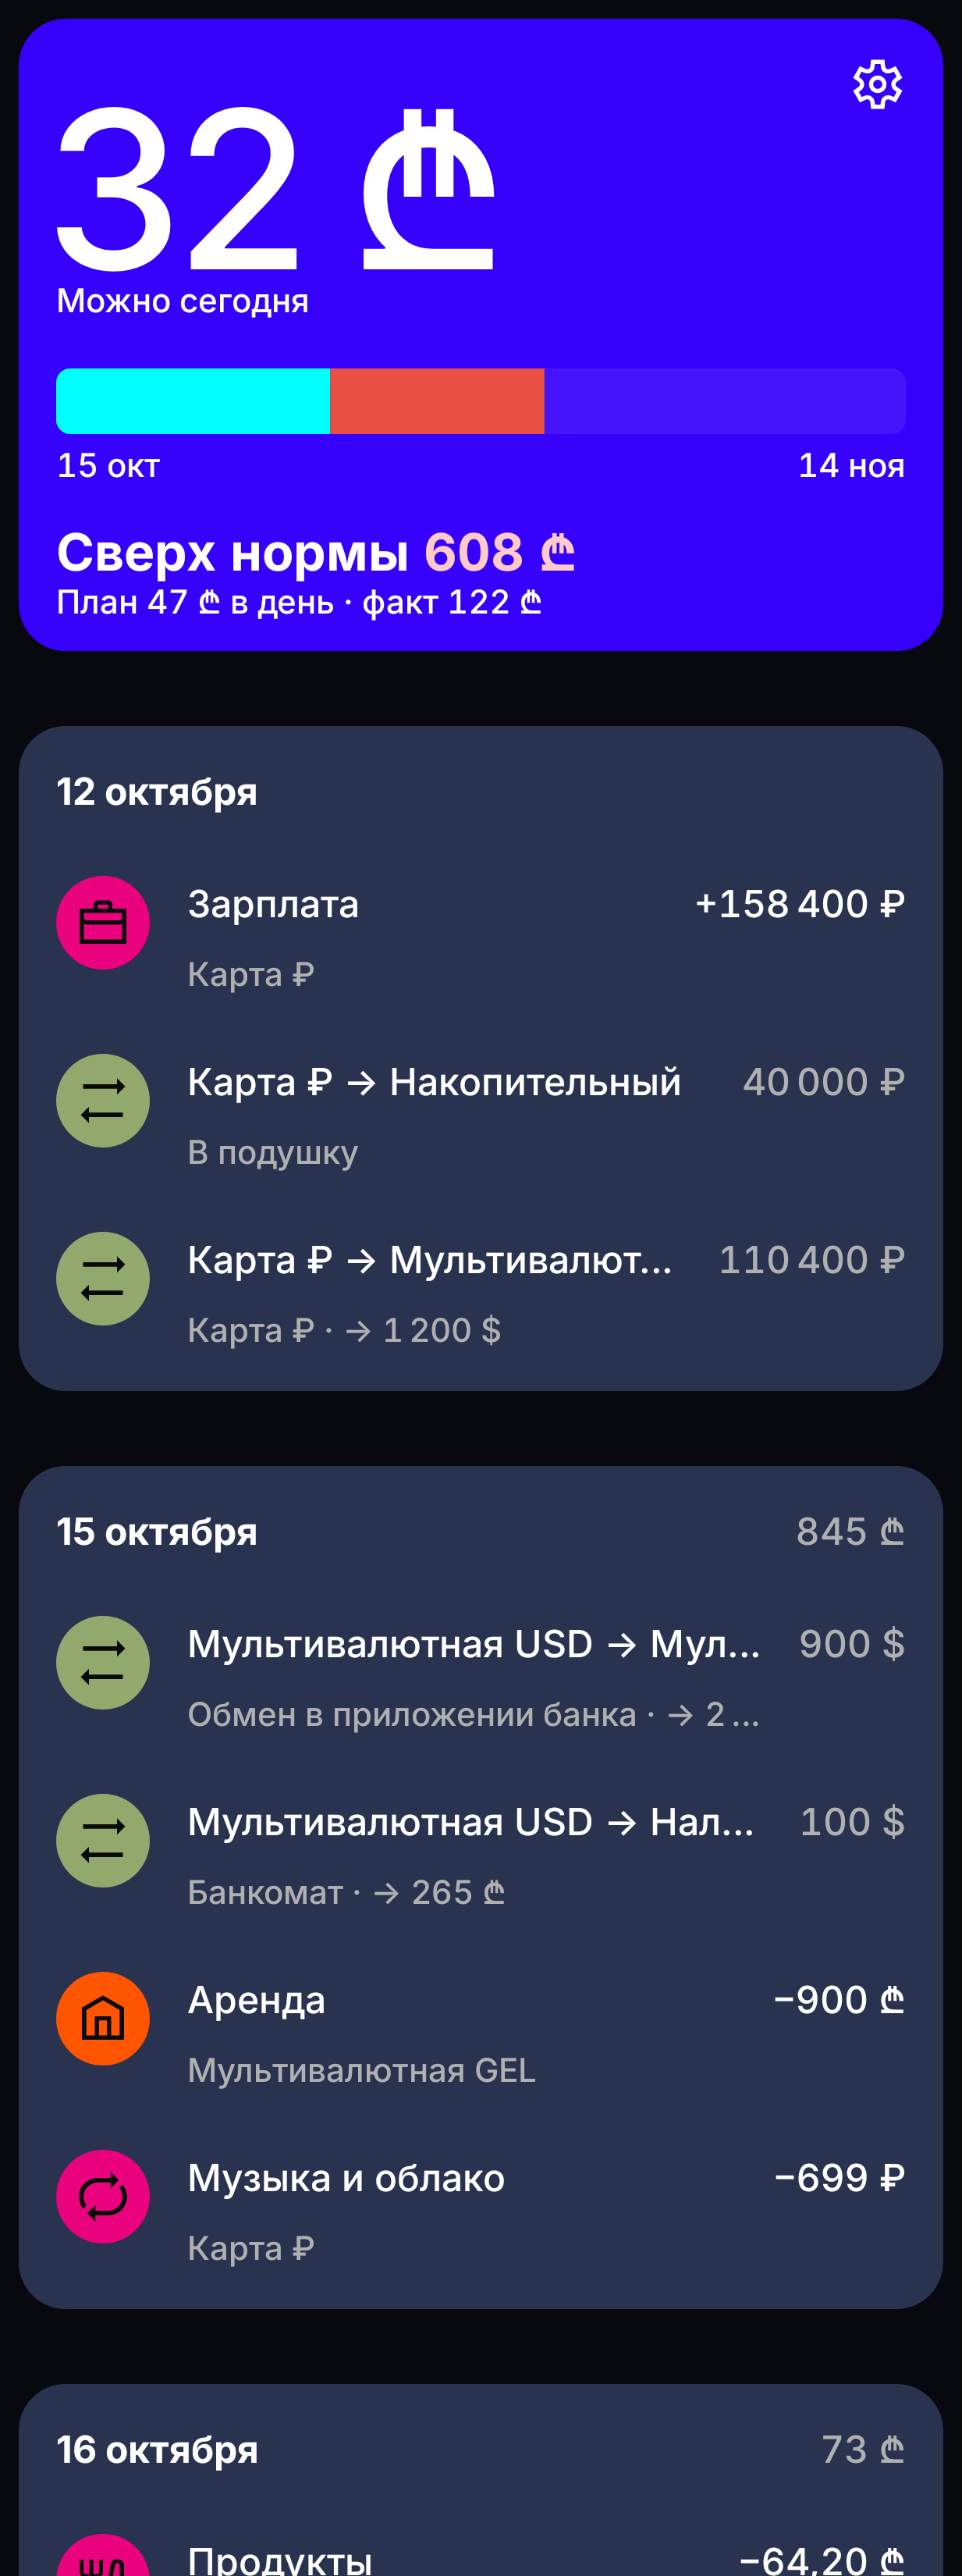 32 ₾
Можно сегодня
15 окт 14 ноя
Сверх нормы 608 ₾
План 47 ₾ в день · факт 122 ₾
12 октября
Зарплата +158 400 ₽
Карта ₽
Карта ₽ → Накопительный 40 000 ₽
В подушку
Карта ₽ → Мультивалют... 110 400 ₽
Карта ₽ · → 1 200 $
15 октября 845 ₾
Мультивалютная USD → Мул... 900 $
Обмен в приложении банка · → 2 ...
Мультивалютная USD → Нал... 100 $
Банкомат · → 265 ₾
Аренда −900 ₾
Мультивалютная GEL
Музыка и облако −699 ₽
Карта ₽
16 октября 73 ₾
Продукты −64,20 ₾